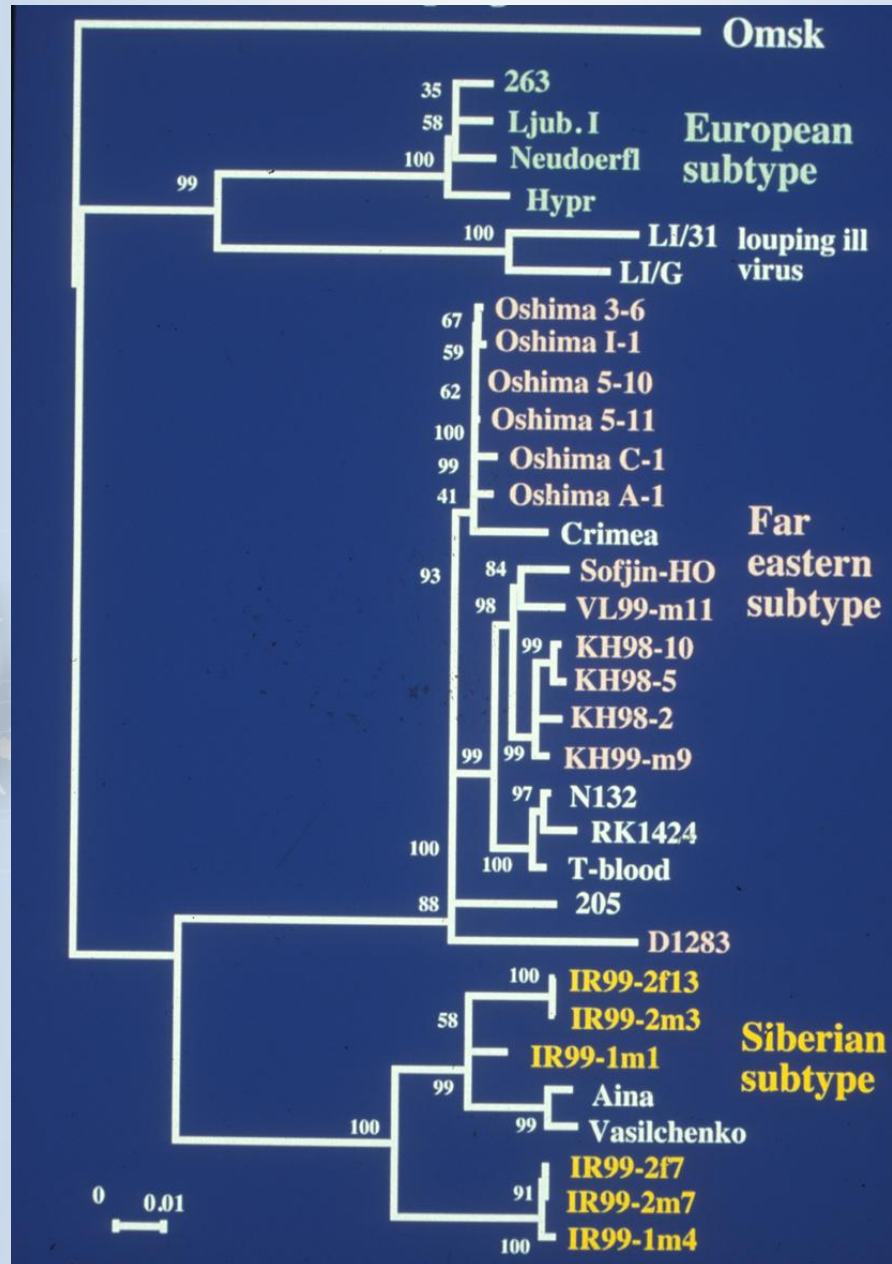 Omsk
35
263
58
Ljub.I
European
subtype
100
Neudoerfl
99
Hypr
100
LI/31
louping ill
virus
LI/G
67
Oshima 3-6
59
Oshima I-1
62
Oshima 5-10
100
Oshima 5-11
99
Oshima C-1
41
Oshima A-1
Far
eastern
subtype
Crimea
93
84
Sofjin-HO
98
VL99-m11
99
KH98-10
KH98-5
KH98-2
99
99
KH99-m9
97
N132
RK1424
100
100
T-blood
88
205
D1283
100
IR99-2f13
58
IR99-2m3
Siberian
subtype
IR99-1m1
99
Aina
100
99
Vasilchenko
IR99-2f7
91
IR99-2m7
0 0.01
100
IR99-1m4